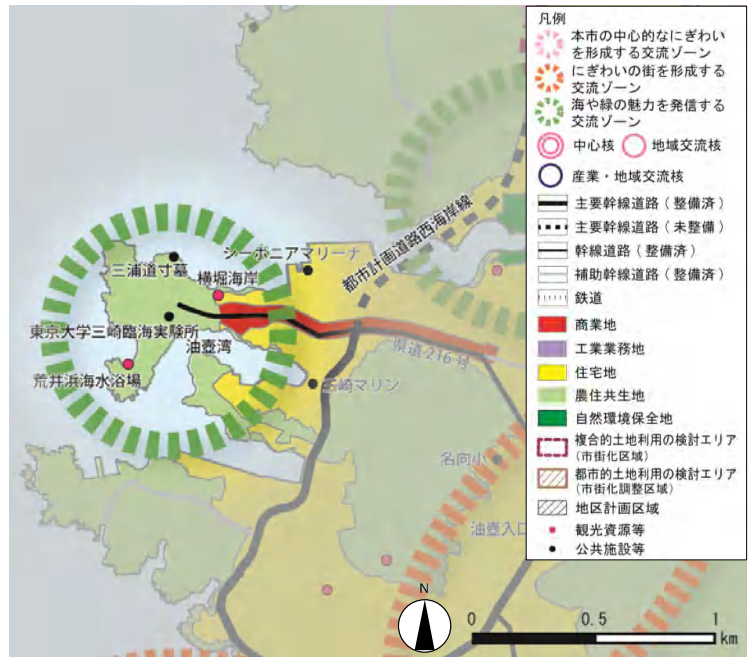 凡例
本市の中心的なにぎわい
を形成する交流ゾーン
にぎわいの街を形成する
交流ゾーン
海や緑の魅力を発信する
交流ゾーン
中心核
地域交流核
産業・地域交流核
主要幹線道路(整備済)
主要幹線道路(未整備)
幹線道路(整備済)
補助幹線道路(整備済)
鉄道
商業地
工業業務地
住宅地
農住共生地
自然環境保全地
複合的土地利用の検討エリア
(市街化区域)
都市的土地利用の検討エリア
(市街化調整区域)
地区計画区域
観光資源等
公共施設等
都市計画道路西海岸線
シーボニアマリーナ
三浦道寸墓
横堀海岸
東京大学三崎臨海実験所
油壺湾
県道216号
荒井浜海水浴場
三崎マリン
名向小
油壺入口
N
0 0.5 1
km